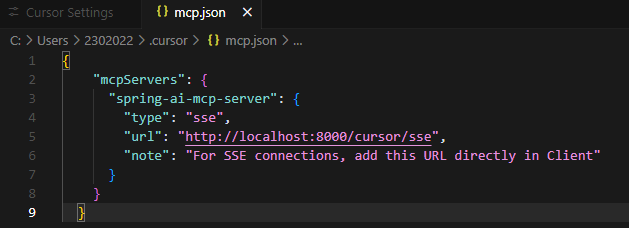 Cursor Settings
mcp.json
C: > Users > 2302022 > .cursor > {} mcp.json > ...
1 {
2 "mcpServers": {
3 "spring-ai-mcp-server": {
4 "type": "sse",
5 "url": "http://localhost:8000/cursor/sse",
6 "note": "For SSE connections, add this URL directly in Client"
7 }
8 }
9 }